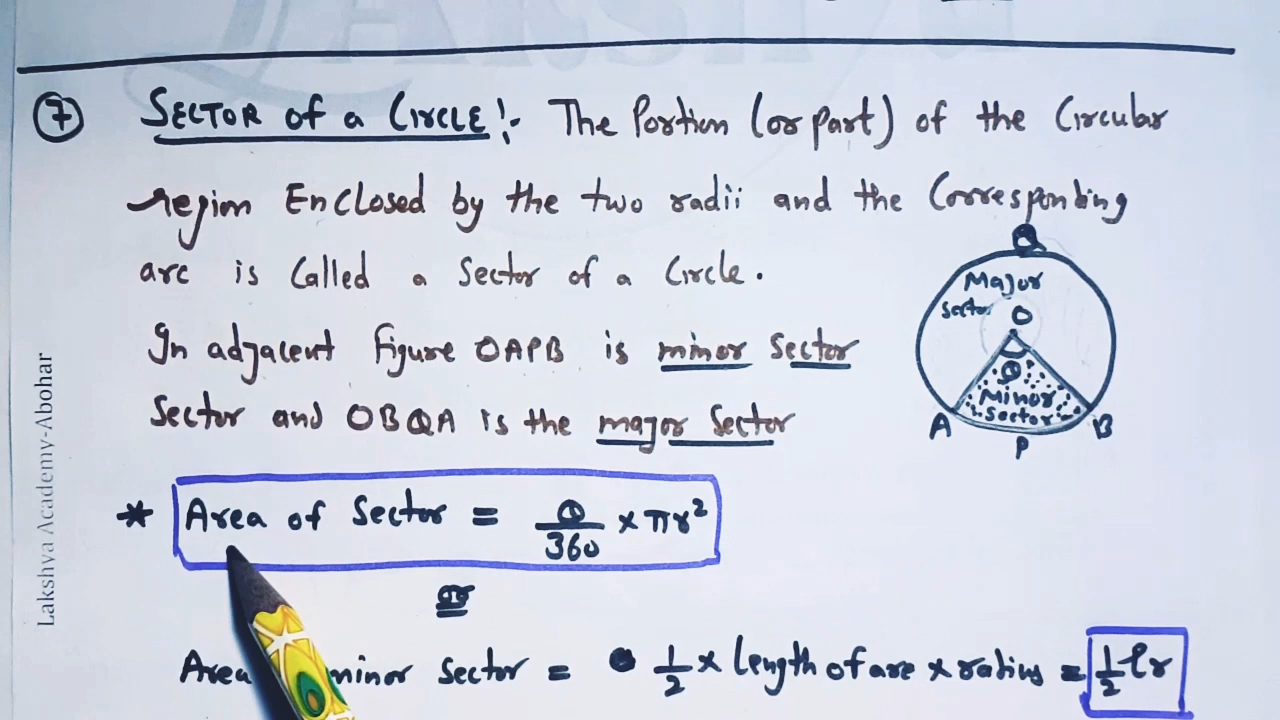 7 SECTOR of a CIRCLE :- The Portion (or part) of the Circular
region Enclosed by the two radii and the Corresponding
arc is Called a Sector of a Circle.
In adjacent figure OAPB is minor Sector
Sector and OBQA is the major Sector
Q
Major
Sector
O
θ
Minor
Sector
A
B
P
* Area of Sector = θ/360 × πr²
or
Area minor Sector = 1/2 × length of arc × radius = 1/2 lr
Lakshya Academy-Abohar